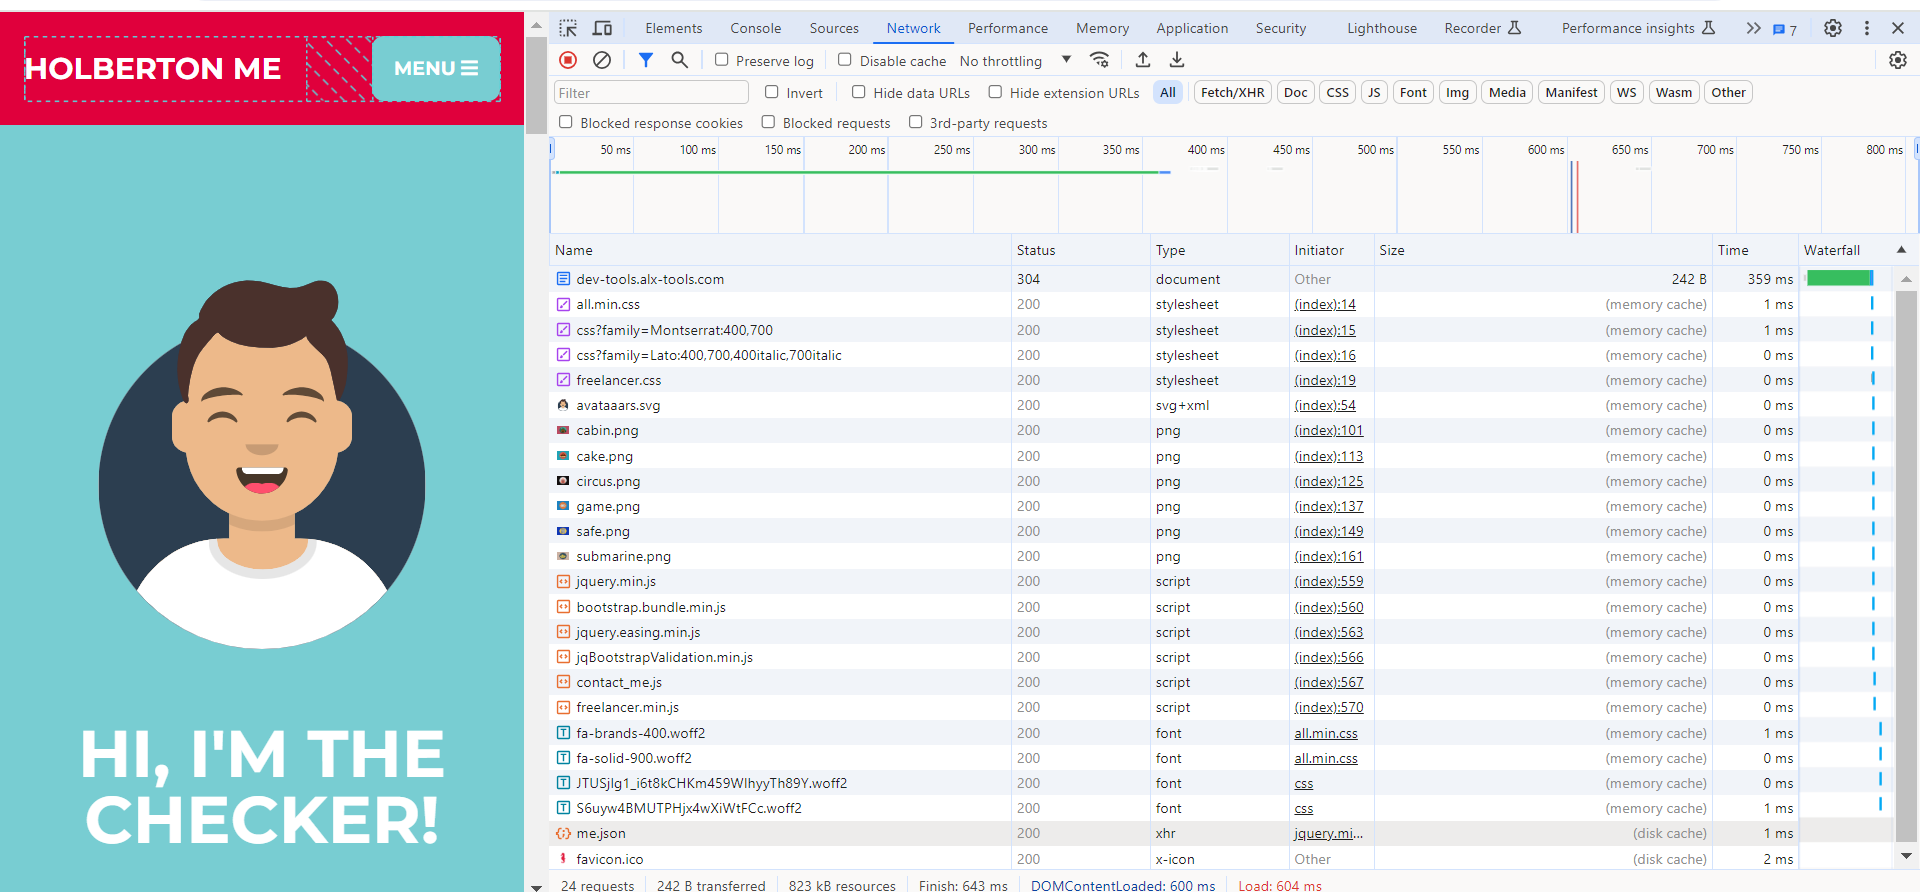 HOLBERTON ME
MENU
HI, I'M THE
CHECKER!
Elements Console Sources Network Performance Memory Application Security Lighthouse Recorder Performance insights 7
Preserve log Disable cache No throttling
Filter Invert Hide data URLs Hide extension URLs All Fetch/XHR Doc CSS JS Font Img Media Manifest WS Wasm Other
Blocked response cookies Blocked requests 3rd-party requests
50 ms 100 ms 150 ms 200 ms 250 ms 300 ms 350 ms 400 ms 450 ms 500 ms 550 ms 600 ms 650 ms 700 ms 750 ms 800 ms
Name Status Type Initiator Size Time Waterfall
dev-tools.alx-tools.com 304 document Other 242 B 359 ms
all.min.css 200 stylesheet (index):14 (memory cache) 1 ms
css?family=Montserrat:400,700 200 stylesheet (index):15 (memory cache) 1 ms
css?family=Lato:400,700,400italic,700italic 200 stylesheet (index):16 (memory cache) 0 ms
freelancer.css 200 stylesheet (index):19 (memory cache) 0 ms
avataaars.svg 200 svg+xml (index):54 (memory cache) 0 ms
cabin.png 200 png (index):101 (memory cache) 0 ms
cake.png 200 png (index):113 (memory cache) 0 ms
circus.png 200 png (index):125 (memory cache) 0 ms
game.png 200 png (index):137 (memory cache) 0 ms
safe.png 200 png (index):149 (memory cache) 0 ms
submarine.png 200 png (index):161 (memory cache) 0 ms
jquery.min.js 200 script (index):559 (memory cache) 0 ms
bootstrap.bundle.min.js 200 script (index):560 (memory cache) 0 ms
jquery.easing.min.js 200 script (index):563 (memory cache) 0 ms
jqBootstrapValidation.min.js 200 script (index):566 (memory cache) 0 ms
contact_me.js 200 script (index):567 (memory cache) 0 ms
freelancer.min.js 200 script (index):570 (memory cache) 0 ms
fa-brands-400.woff2 200 font all.min.css (memory cache) 1 ms
fa-solid-900.woff2 200 font all.min.css (memory cache) 0 ms
JTUSjIg1_i6t8kCHKm459WlhyyTh89Y.woff2 200 font css (memory cache) 0 ms
S6uyw4BMUTPHjx4wXiWtFCc.woff2 200 font css (memory cache) 1 ms
me.json 200 xhr jquery.mi... (disk cache) 1 ms
favicon.ico 200 x-icon Other (disk cache) 2 ms
24 requests 242 B transferred 823 kB resources Finish: 643 ms DOMContentLoaded: 600 ms Load: 604 ms